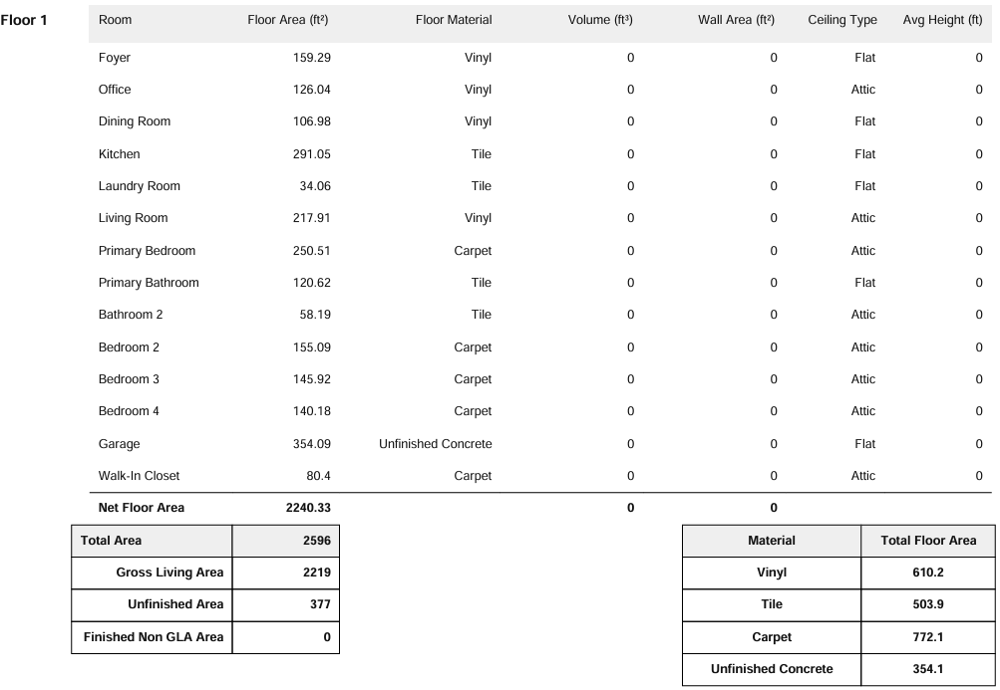 Floor 1 Room Floor Area (ft²) Floor Material Volume (ft³) Wall Area (ft²) Ceiling Type Avg Height (ft)
Foyer 159.29 Vinyl 0 0 Flat 0
Office 126.04 Vinyl 0 0 Attic 0
Dining Room 106.98 Vinyl 0 0 Flat 0
Kitchen 291.05 Tile 0 0 Flat 0
Laundry Room 34.06 Tile 0 0 Flat 0
Living Room 217.91 Vinyl 0 0 Attic 0
Primary Bedroom 250.51 Carpet 0 0 Attic 0
Primary Bathroom 120.62 Tile 0 0 Flat 0
Bathroom 2 58.19 Tile 0 0 Attic 0
Bedroom 2 155.09 Carpet 0 0 Attic 0
Bedroom 3 145.92 Carpet 0 0 Attic 0
Bedroom 4 140.18 Carpet 0 0 Attic 0
Garage 354.09 Unfinished Concrete 0 0 Flat 0
Walk-In Closet 80.4 Carpet 0 0 Attic 0
Net Floor Area 2240.33 0 0
Total Area 2596
Gross Living Area 2219
Unfinished Area 377
Finished Non GLA Area 0
Material Total Floor Area
Vinyl 610.2
Tile 503.9
Carpet 772.1
Unfinished Concrete 354.1